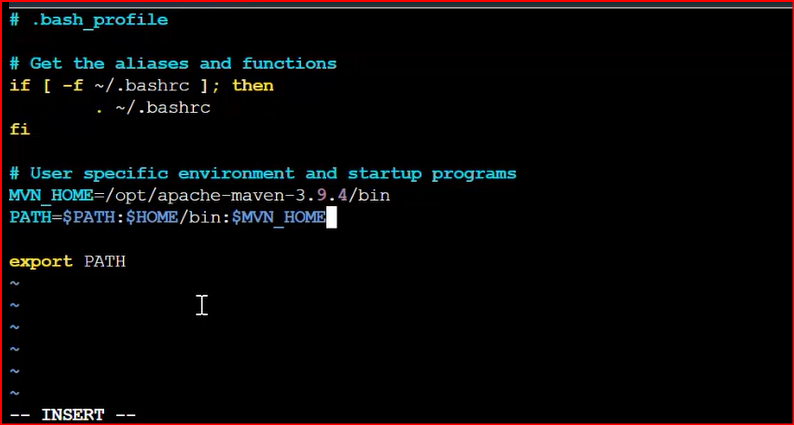 # .bash_profile
# Get the aliases and functions
if [ -f ~/.bashrc ]; then
        . ~/.bashrc
fi
# User specific environment and startup programs
MVN_HOME=/opt/apache-maven-3.9.4/bin
PATH=$PATH:$HOME/bin:$MVN_HOME
export PATH
~
~
~
~
~
~
-- INSERT --